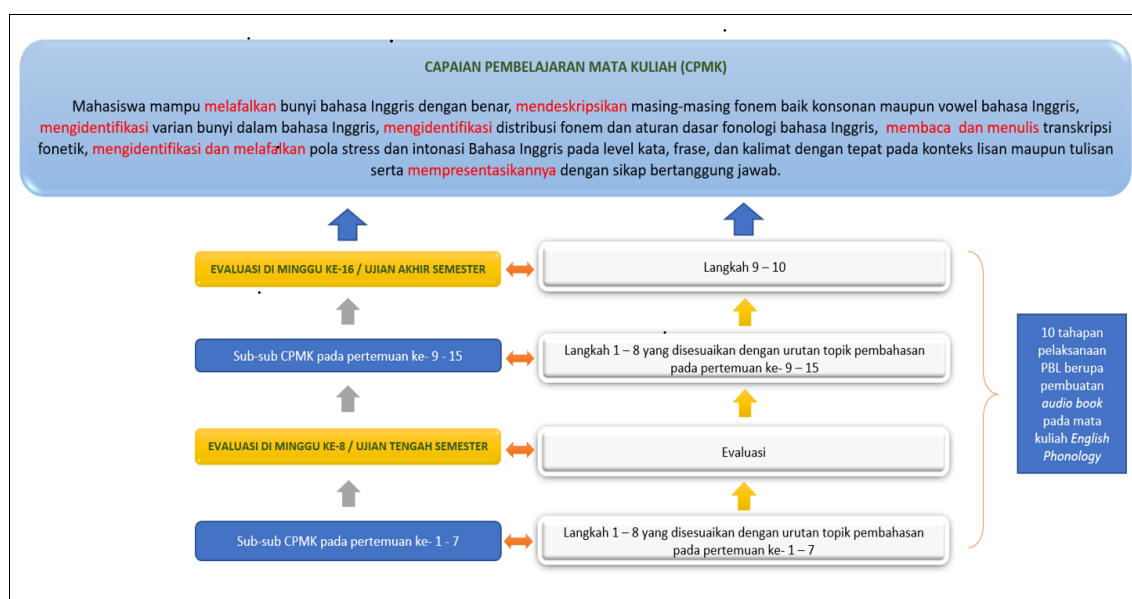 CAPAIAN PEMBELAJARAN MATA KULIAH (CPMK)
Mahasiswa mampu melafalkan bunyi bahasa Inggris dengan benar, mendeskripsikan masing-masing fonem baik konsonan maupun vowel bahasa Inggris,
mengidentifikasi varian bunyi dalam bahasa Inggris, mengidentifikasi distribusi fonem dan aturan dasar fonologi bahasa Inggris, membaca dan menulis transkripsi
fonetik, mengidentifikasi dan melafalkan pola stress dan intonasi Bahasa Inggris pada level kata, frase, dan kalimat dengan tepat pada konteks lisan maupun tulisan
serta mempresentasikannya dengan sikap bertanggung jawab.
EVALUASI DI MINGGU KE-16 / UJIAN AKHIR SEMESTER
Langkah 9 – 10
Sub-sub CPMK pada pertemuan ke- 9 - 15
Langkah 1 – 8 yang disesuaikan dengan urutan topik pembahasan
pada pertemuan ke- 9 – 15
EVALUASI DI MINGGU KE-8 / UJIAN TENGAH SEMESTER
Evaluasi
Sub-sub CPMK pada pertemuan ke- 1 - 7
Langkah 1 – 8 yang disesuaikan dengan urutan topik pembahasan
pada pertemuan ke- 1 – 7
10 tahapan
pelaksanaan
PBL berupa
pembuatan
audio book
pada mata
kuliah English
Phonology